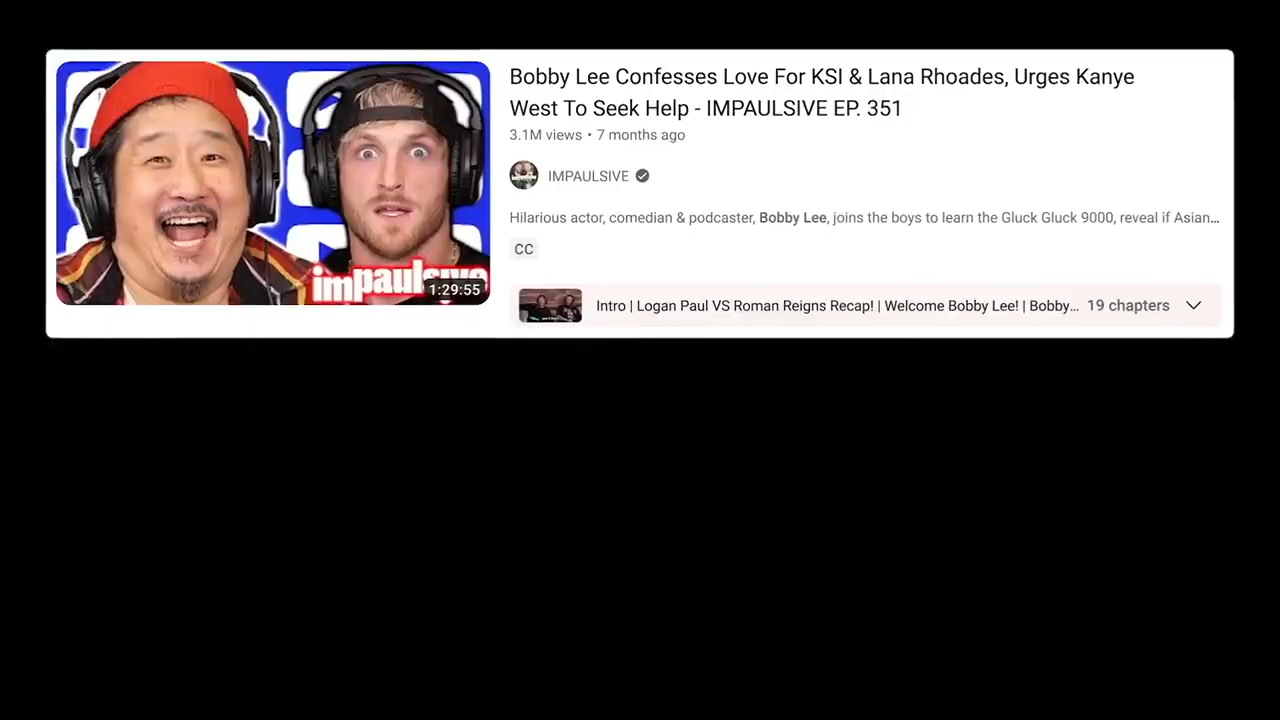 Bobby Lee Confesses Love For KSI & Lana Rhoades, Urges Kanye
West To Seek Help - IMPAULSIVE EP. 351
3.1M views • 7 months ago
IMPAULSIVE
Hilarious actor, comedian & podcaster, Bobby Lee, joins the boys to learn the Gluck Gluck 9000, reveal if Asian...
CC
impaulsive
1:29:55
Intro | Logan Paul VS Roman Reigns Recap! | Welcome Bobby Lee! | Bobby... 19 chapters